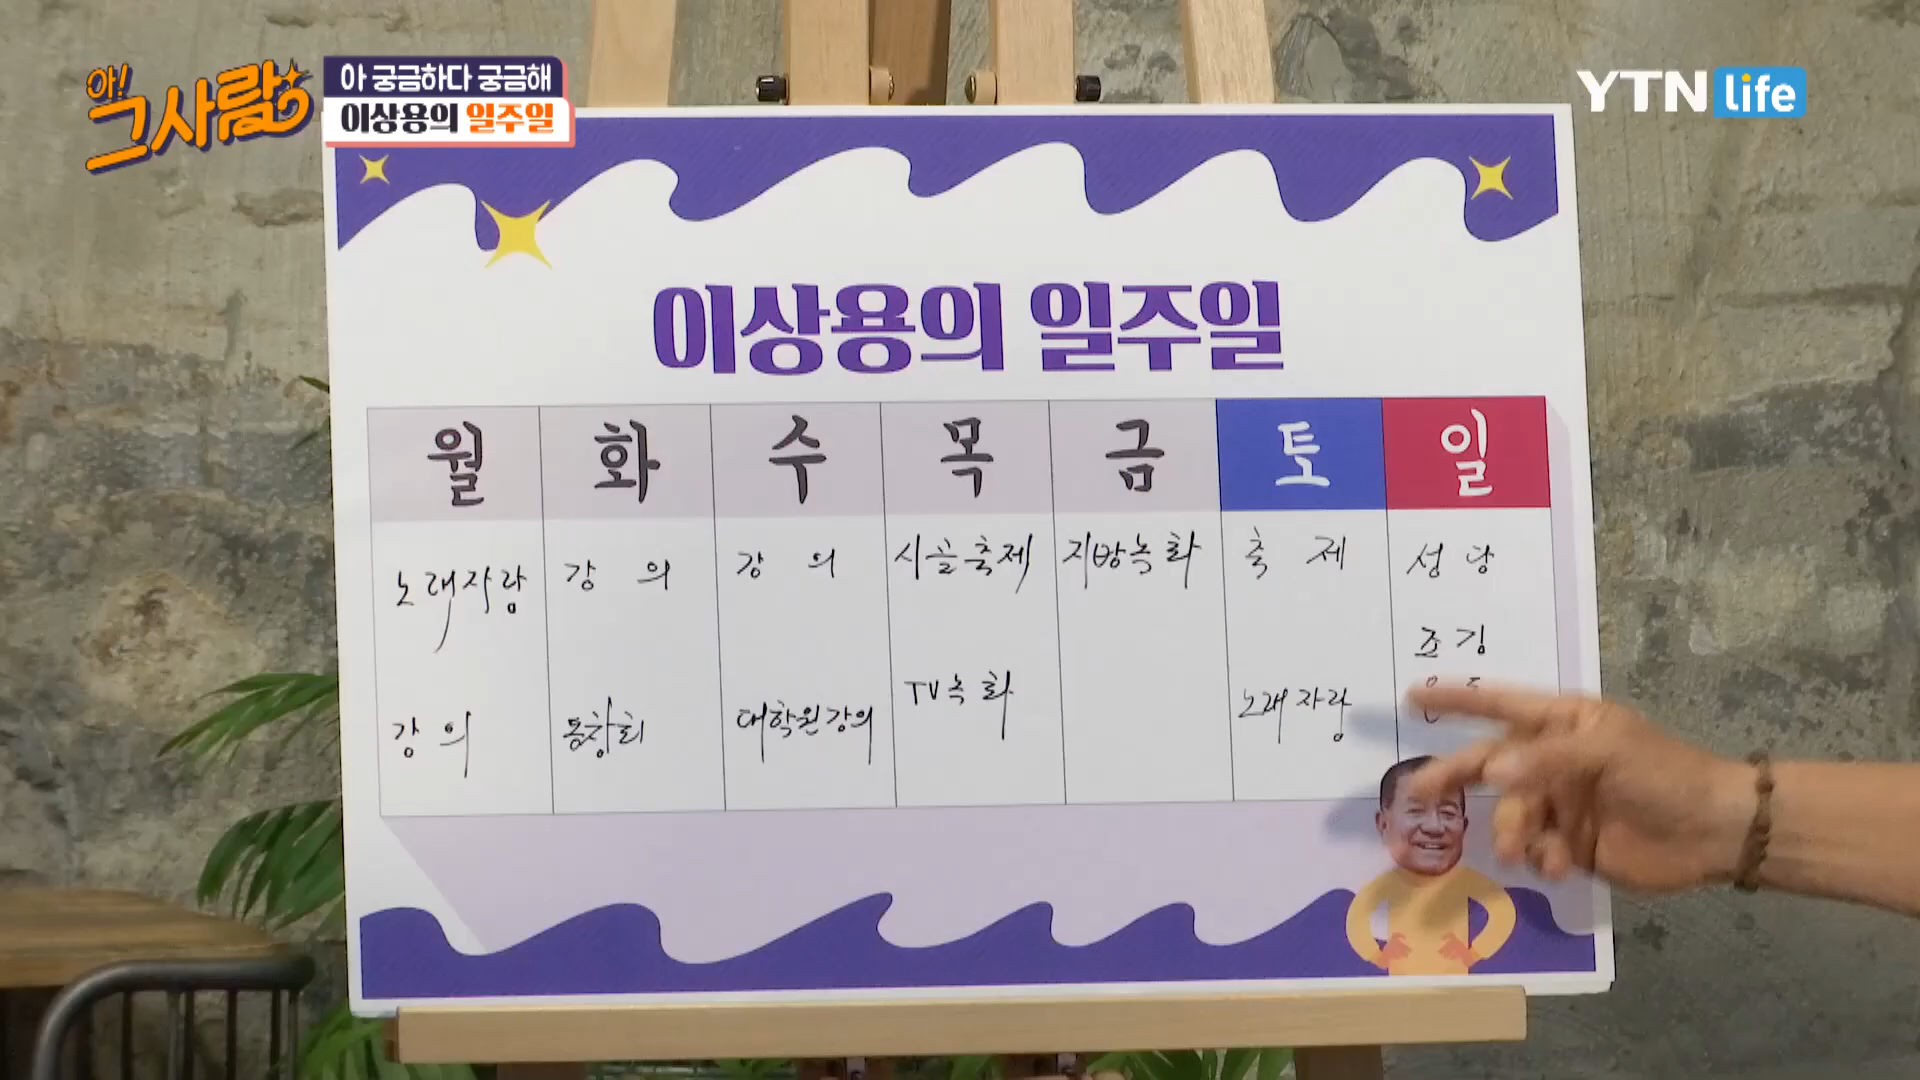 아!
그사람
아 궁금하다 궁금해
이상용의 일주일
YTN life
이상용의 일주일
월 화 수 목 금 토 일
노래자랑 강의 강의 시골축제 지방녹화 축제 성당
조깅
강의 동창회 대학원강의 TV녹화 노래자랑